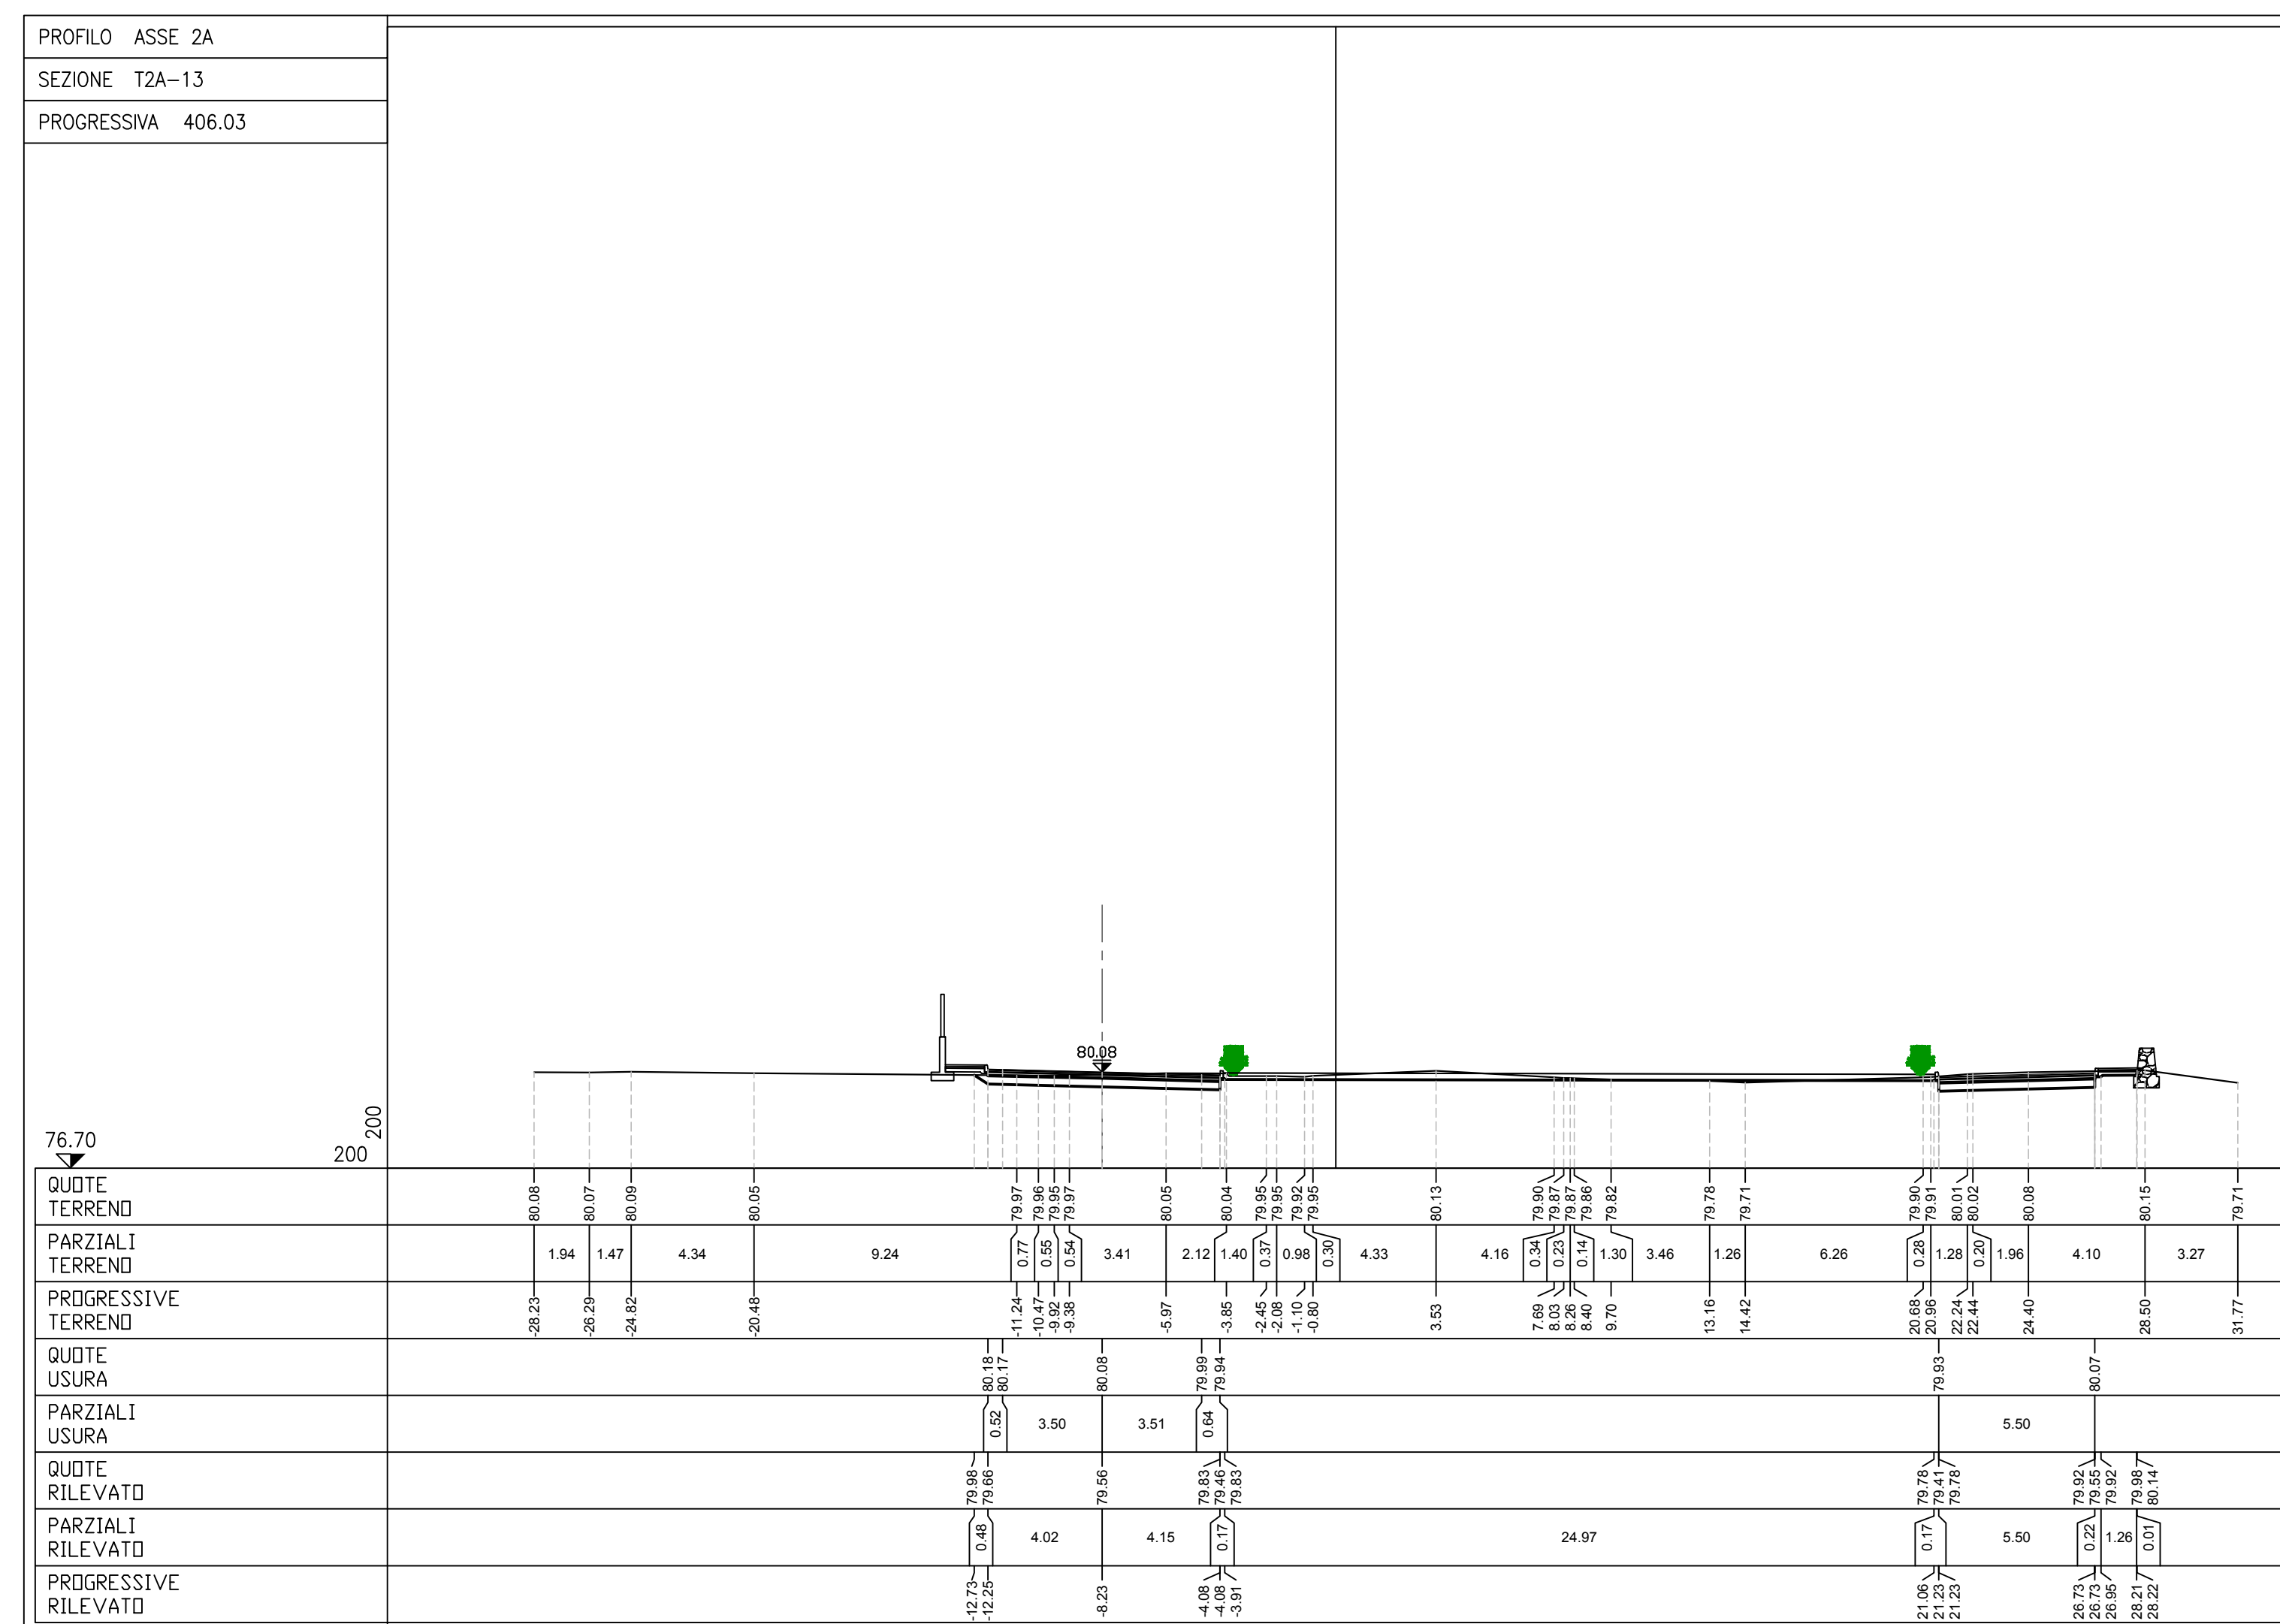 PROFILO ASSE 2A
SEZIONE T2A-13
PROGRESSIVA 406.03
80.08
76.70
200
200
QUOTE
TERRENO
80.08 80.07 80.09 80.05 79.97 79.96 79.95 79.97 80.05 80.04 79.95 79.95 79.92 79.95 80.13 79.90 79.87 79.87 79.86 79.82 79.78 79.71 79.90 79.91 80.01 80.02 80.08 80.15 79.71
PARZIALI
TERRENO
1.94 1.47 4.34 9.24 0.77 0.55 0.54 3.41 2.12 1.40 0.37 0.98 0.30 4.33 4.16 0.34 0.23 0.14 1.30 3.46 1.26 6.26 0.28 1.28 0.20 1.96 4.10 3.27
PROGRESSIVE
TERRENO
-28.23 -26.29 -24.82 -20.48 -11.24 -10.47 -9.92 -9.38 -5.97 -3.85 -2.45 -2.08 -1.10 -0.80 3.53 7.69 8.03 8.26 8.40 9.70 13.16 14.42 20.68 20.96 22.24 22.44 24.40 28.50 31.77
QUOTE
USURA
80.18 80.17 80.08 79.99 79.94 79.93 80.07
PARZIALI
USURA
0.52 3.50 3.51 0.64 5.50
QUOTE
RILEVATO
79.98 79.66 79.56 79.83 79.46 79.83 79.78 79.41 79.78 79.92 79.55 79.92 79.98 80.14
PARZIALI
RILEVATO
0.48 4.02 4.15 0.17 24.97 0.17 5.50 0.22 1.26 0.01
PROGRESSIVE
RILEVATO
-12.73 -12.25 -8.23 -4.08 -4.08 -3.91 21.06 21.23 21.23 26.73 26.73 26.95 28.21 28.22